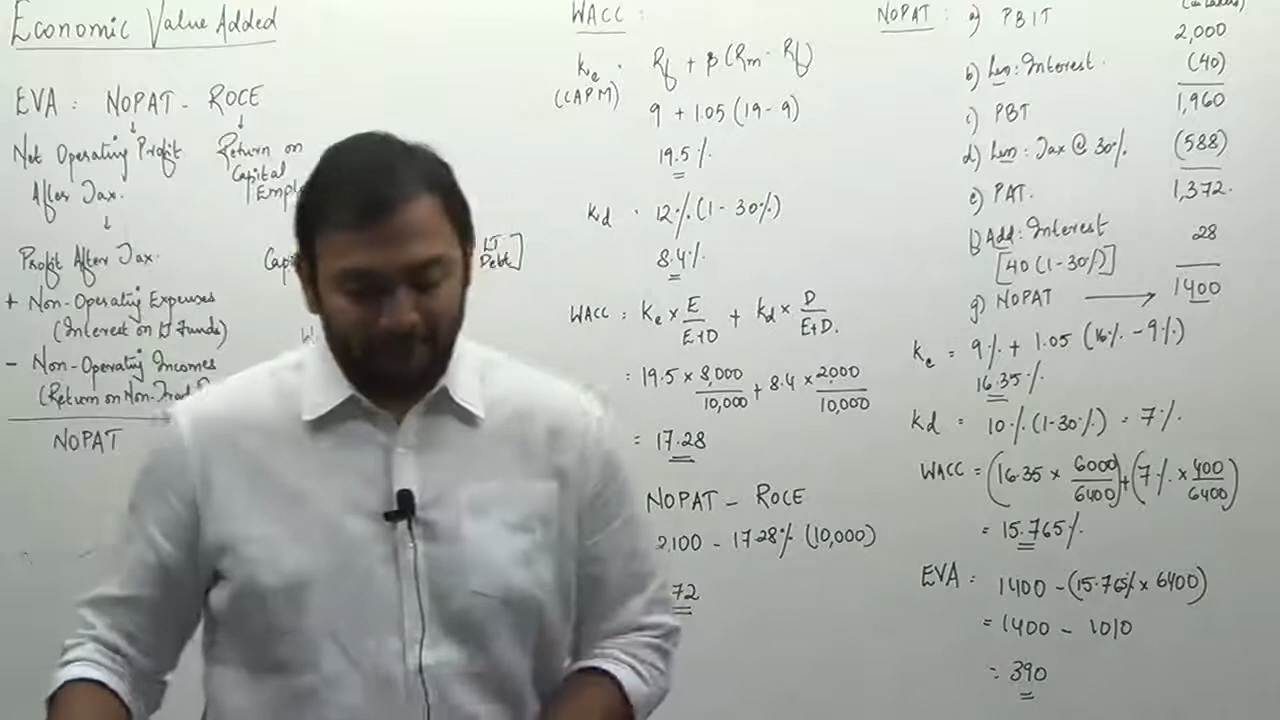 Economic Value Added
EVA : NOPAT - ROCE
↓ ↓
Net Operating Profit Return on
After Tax. Capital
↓
Profit After Tax.
LT
Debt]
+ Non-Operating Expenses
(Interest on LT Funds)
- Non-Operating Incomes
(Return on Non-Trad
NOPAT
WACC :
Ke = Rf + β (Rm - Rf)
(CAPM)
9 + 1.05 (19 - 9)
19.5 %
Kd = 12% (1 - 30%)
8.4%
WACC = Ke × E/E+D + Kd × D/E+D.
= 19.5 × 8,000/10,000 + 8.4 × 2000/10,000
= 17.28
NOPAT - ROCE
2,100 - 17.28% (10,000)
72
NOPAT : a) PBIT 2,000
b) Less: Interest. (40)
c) PBT 1,960
d) Less: Tax @ 30% (588)
e) PAT. 1,372.
f) Add: Interest 28
[40 (1-30%)]
g) NOPAT → 1400
Ke = 9% + 1.05 (16% - 9%)
16.35 %
Kd = 10% (1-30%) = 7%
WACC = (16.35 × 6000/6400) + (7% × 400/6400)
= 15.765%
EVA = 1400 - (15.765% × 6400)
= 1400 - 1010
= 390